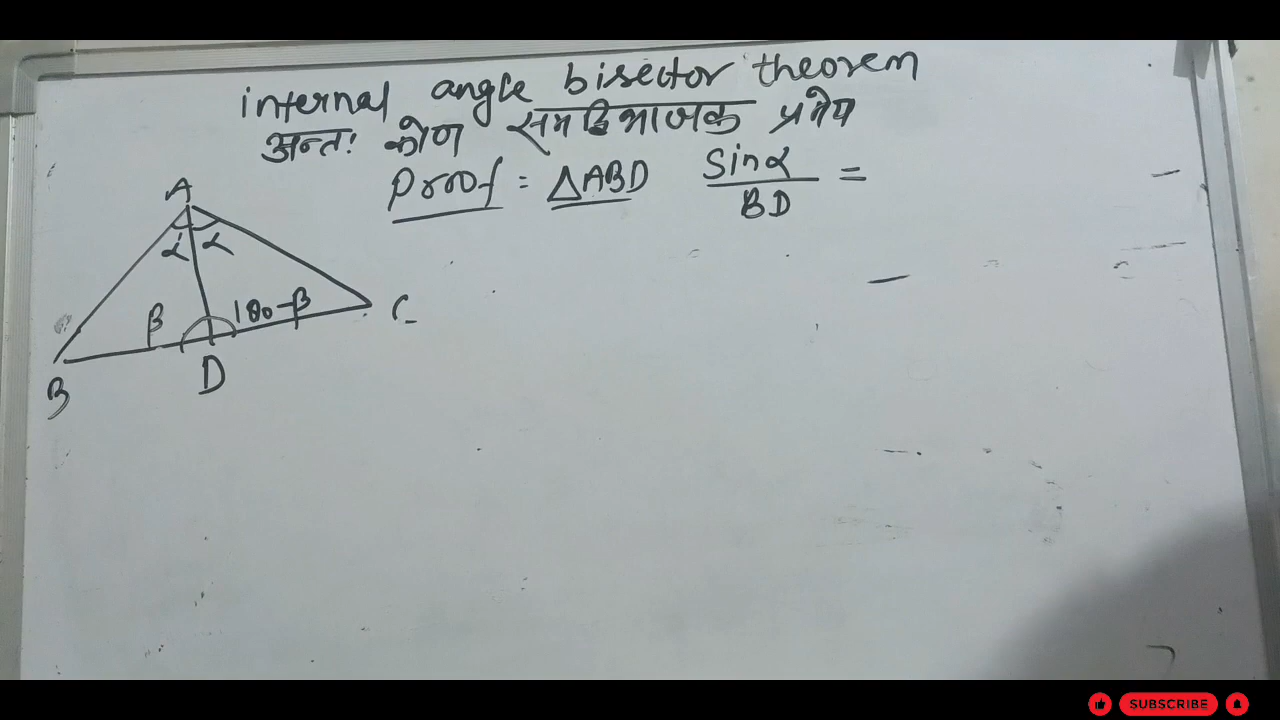 internal angle bisector theorem
अन्तः कोण समद्विभाजक प्रमेय
Proof : △ABD sinα/BD =
A
α α
β 180-β
C
D
B
SUBSCRIBE